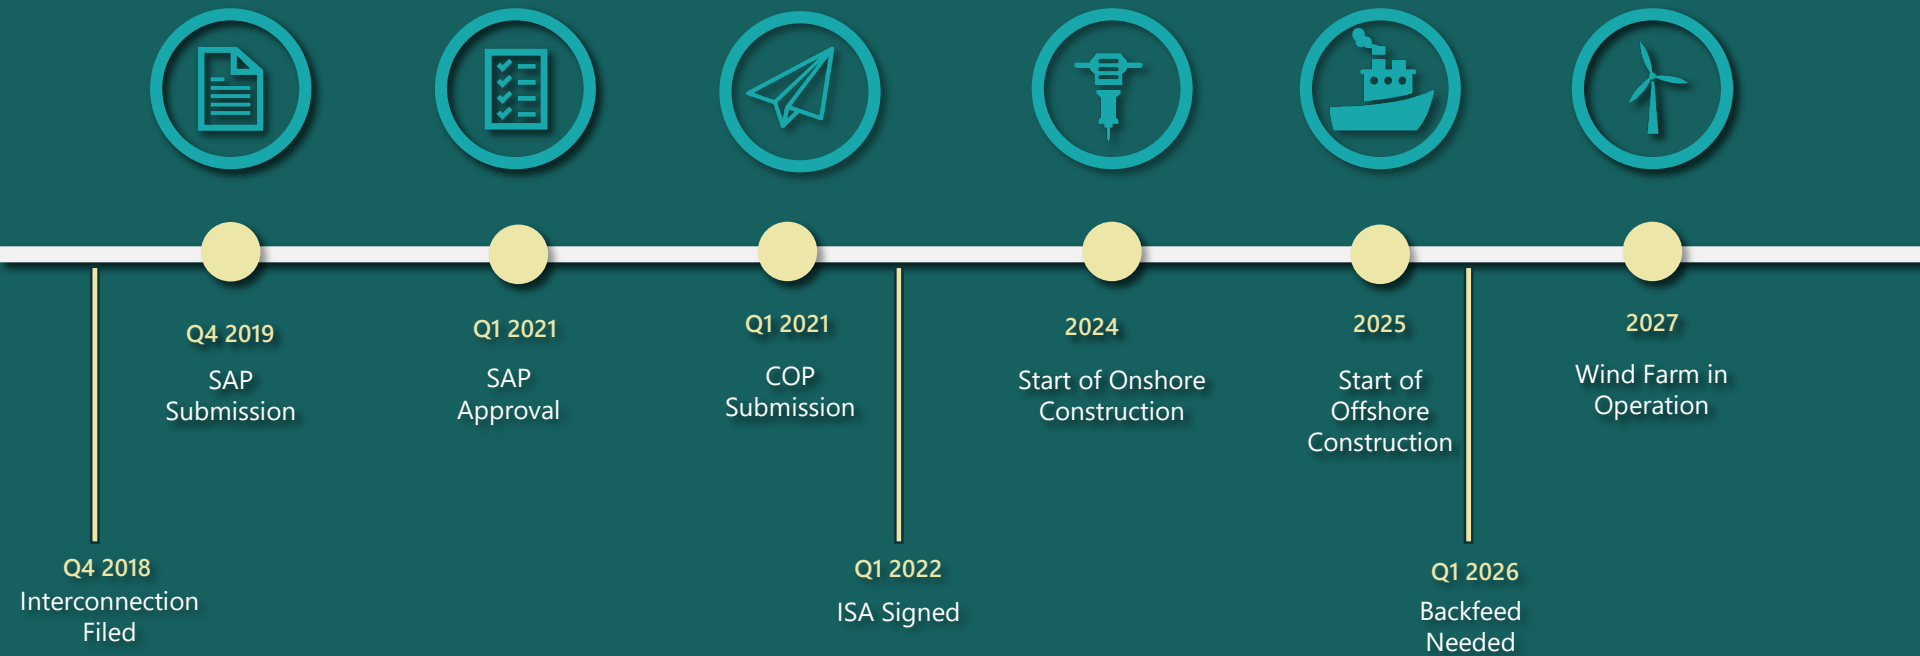 Q4 2019
SAP
Submission
Q1 2021
SAP
Approval
Q1 2021
COP
Submission
2024
Start of Onshore
Construction
2025
Start of
Offshore
Construction
2027
Wind Farm in
Operation
Q4 2018
Interconnection
Filed
Q1 2022
ISA Signed
Q1 2026
Backfeed
Needed